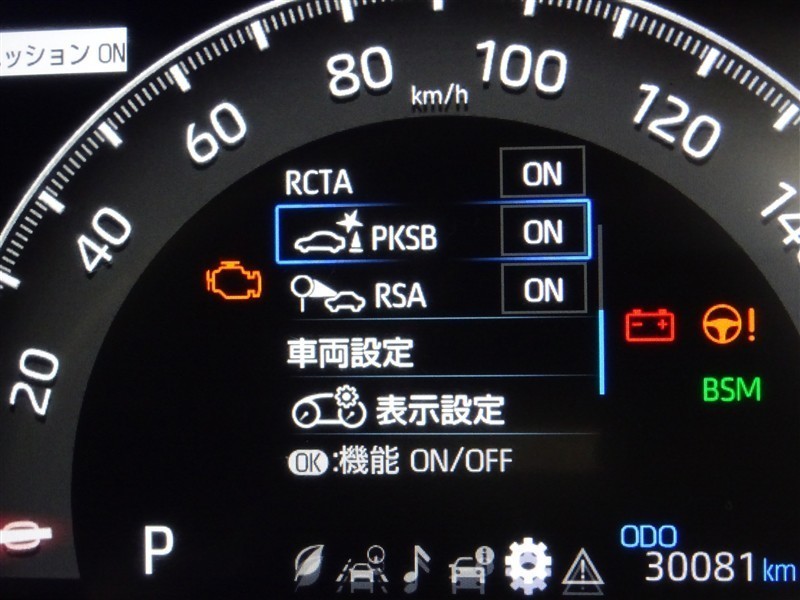 ッション ON
80
100
km/h
60
120
40
20
RCTA ON
PKSB ON
RSA ON
車両設定
表示設定
OK:機能 ON/OFF
BSM
P
ODO
30081 km